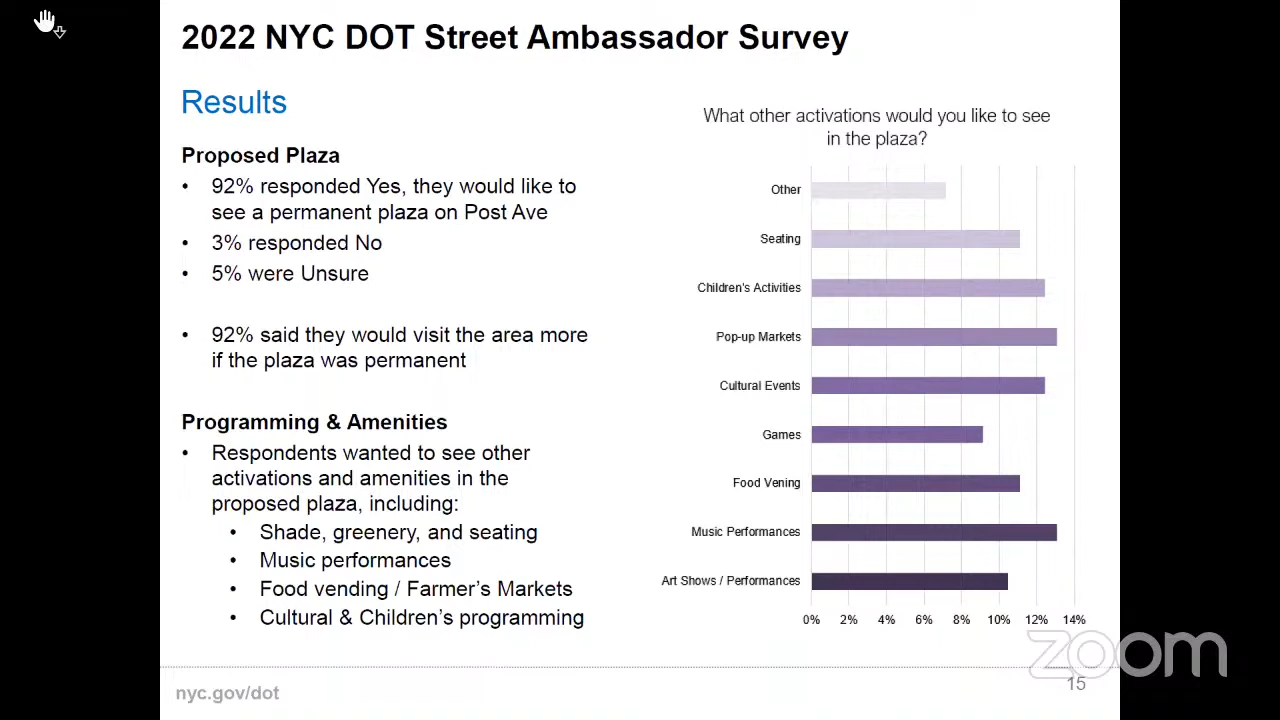 2022 NYC DOT Street Ambassador Survey
Results
Proposed Plaza
• 92% responded Yes, they would like to
see a permanent plaza on Post Ave
• 3% responded No
• 5% were Unsure
• 92% said they would visit the area more
if the plaza was permanent
Programming & Amenities
• Respondents wanted to see other
activations and amenities in the
proposed plaza, including:
• Shade, greenery, and seating
• Music performances
• Food vending / Farmer's Markets
• Cultural & Children's programming
What other activations would you like to see
in the plaza?
Other
Seating
Children's Activities
Pop-up Markets
Cultural Events
Games
Food Vening
Music Performances
Art Shows / Performances
0% 2% 4% 6% 8% 10% 12% 14%
zoom
nyc.gov/dot
15